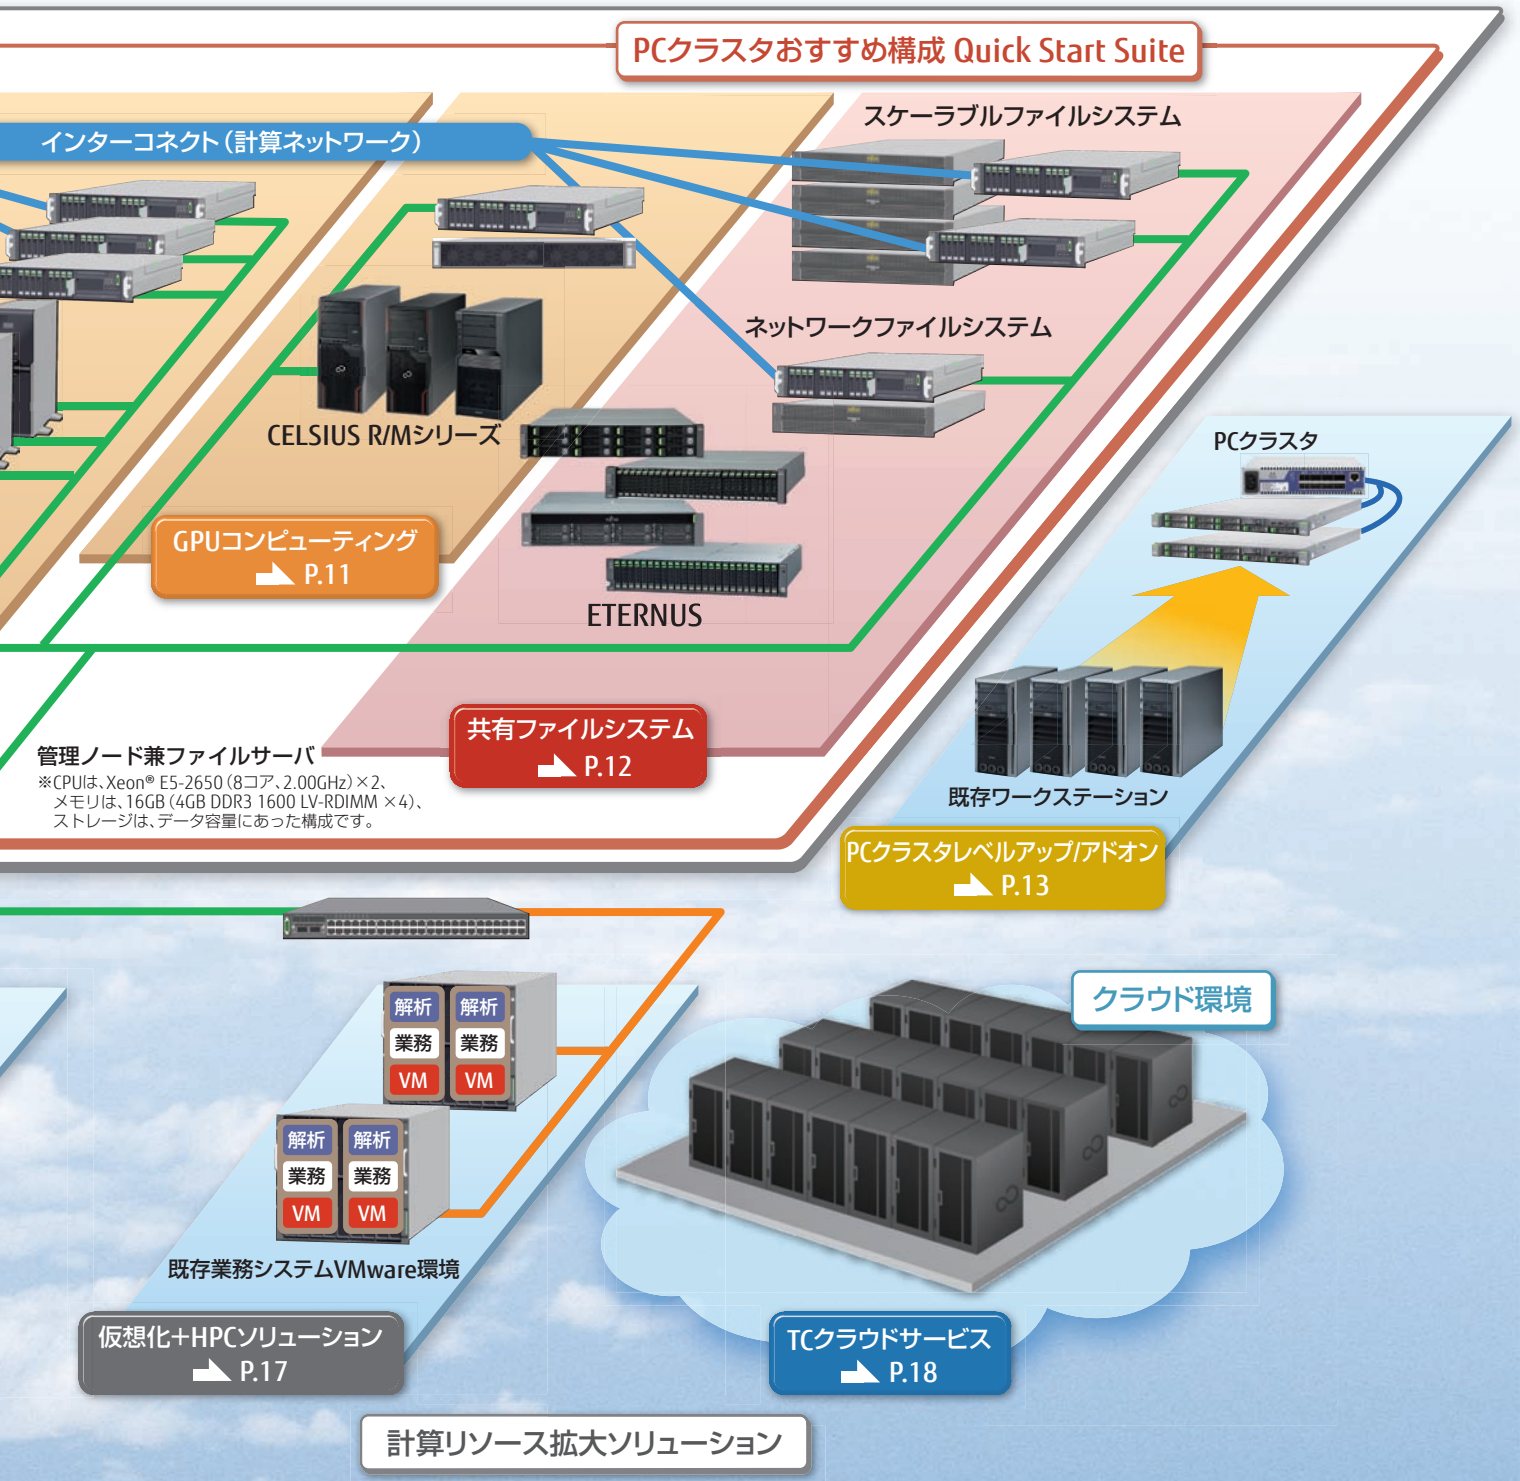 PCクラスタおすすめ構成 Quick Start Suite
インターコネクト（計算ネットワーク）
スケーラブルファイルシステム
ネットワークファイルシステム
CELSIUS R/Mシリーズ
PCクラスタ
GPUコンピューティング
P.11
ETERNUS
共有ファイルシステム
P.12
管理ノード兼ファイルサーバ
※CPUは、Xeon® E5-2650（8コア、2.00GHz）×2、
メモリは、16GB（4GB DDR3 1600 LV-RDIMM ×4）、
ストレージは、データ容量にあった構成です。
既存ワークステーション
PCクラスタレベルアップ/アドオン
P.13
解析 解析
業務 業務
VM VM
解析 解析
業務 業務
VM VM
既存業務システムVMware環境
クラウド環境
仮想化＋HPCソリューション
P.17
TCクラウドサービス
P.18
計算リソース拡大ソリューション